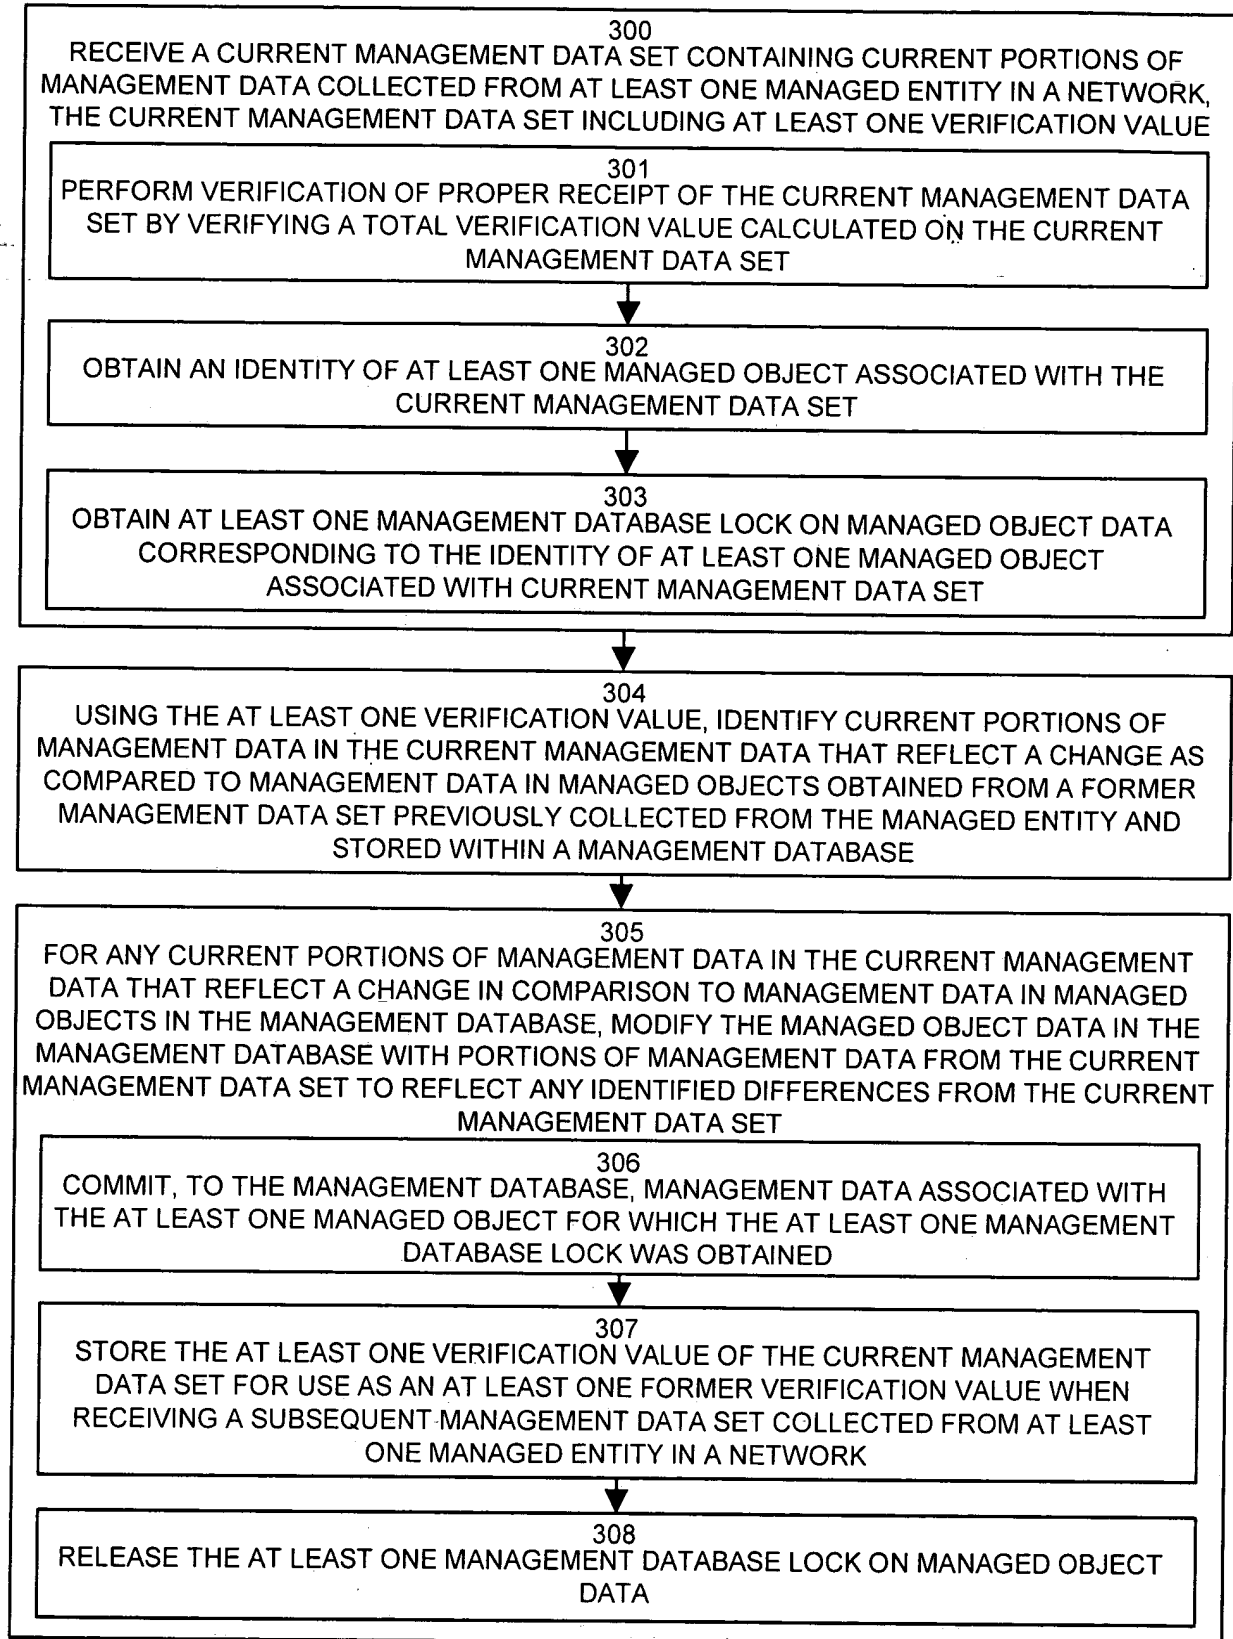 300
RECEIVE A CURRENT MANAGEMENT DATA SET CONTAINING CURRENT PORTIONS OF
MANAGEMENT DATA COLLECTED FROM AT LEAST ONE MANAGED ENTITY IN A NETWORK,
THE CURRENT MANAGEMENT DATA SET INCLUDING AT LEAST ONE VERIFICATION VALUE
301
PERFORM VERIFICATION OF PROPER RECEIPT OF THE CURRENT MANAGEMENT DATA
SET BY VERIFYING A TOTAL VERIFICATION VALUE CALCULATED ON THE CURRENT
MANAGEMENT DATA SET
302
OBTAIN AN IDENTITY OF AT LEAST ONE MANAGED OBJECT ASSOCIATED WITH THE
CURRENT MANAGEMENT DATA SET
303
OBTAIN AT LEAST ONE MANAGEMENT DATABASE LOCK ON MANAGED OBJECT DATA
CORRESPONDING TO THE IDENTITY OF AT LEAST ONE MANAGED OBJECT
ASSOCIATED WITH CURRENT MANAGEMENT DATA SET
304
USING THE AT LEAST ONE VERIFICATION VALUE, IDENTIFY CURRENT PORTIONS OF
MANAGEMENT DATA IN THE CURRENT MANAGEMENT DATA THAT REFLECT A CHANGE AS
COMPARED TO MANAGEMENT DATA IN MANAGED OBJECTS OBTAINED FROM A FORMER
MANAGEMENT DATA SET PREVIOUSLY COLLECTED FROM THE MANAGED ENTITY AND
STORED WITHIN A MANAGEMENT DATABASE
305
FOR ANY CURRENT PORTIONS OF MANAGEMENT DATA IN THE CURRENT MANAGEMENT
DATA THAT REFLECT A CHANGE IN COMPARISON TO MANAGEMENT DATA IN MANAGED
OBJECTS IN THE MANAGEMENT DATABASE, MODIFY THE MANAGED OBJECT DATA IN THE
MANAGEMENT DATABASE WITH PORTIONS OF MANAGEMENT DATA FROM THE CURRENT
MANAGEMENT DATA SET TO REFLECT ANY IDENTIFIED DIFFERENCES FROM THE CURRENT
MANAGEMENT DATA SET
306
COMMIT, TO THE MANAGEMENT DATABASE, MANAGEMENT DATA ASSOCIATED WITH
THE AT LEAST ONE MANAGED OBJECT FOR WHICH THE AT LEAST ONE MANAGEMENT
DATABASE LOCK WAS OBTAINED
307
STORE THE AT LEAST ONE VERIFICATION VALUE OF THE CURRENT MANAGEMENT
DATA SET FOR USE AS AN AT LEAST ONE FORMER VERIFICATION VALUE WHEN
RECEIVING A SUBSEQUENT MANAGEMENT DATA SET COLLECTED FROM AT LEAST
ONE MANAGED ENTITY IN A NETWORK
308
RELEASE THE AT LEAST ONE MANAGEMENT DATABASE LOCK ON MANAGED OBJECT
DATA